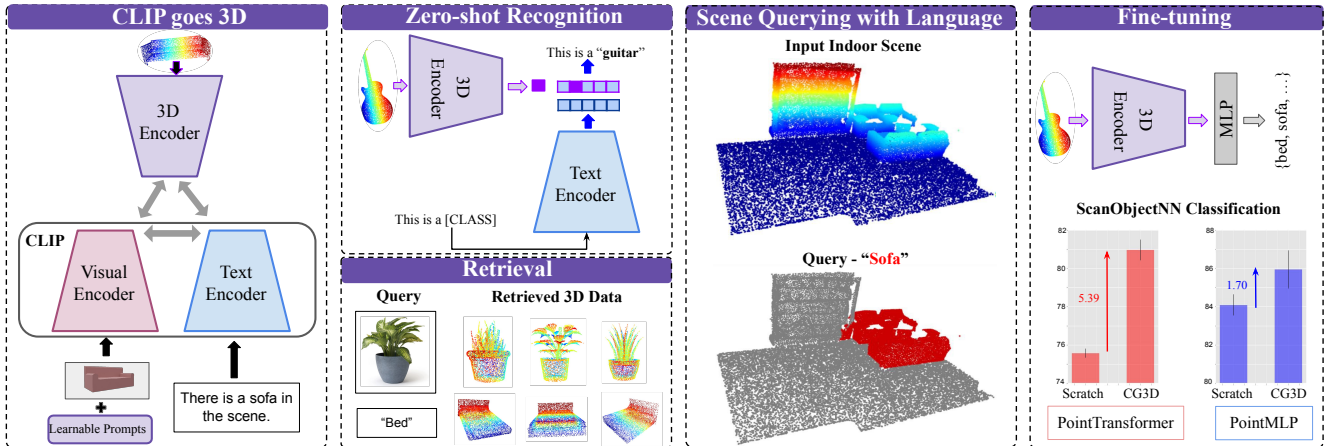 CLIP goes 3D
3D
Encoder
CLIP
Visual
Encoder
Text
Encoder
+
Learnable Prompts
There is a sofa in
the scene.
Zero-shot Recognition
This is a “guitar”
3D
Encoder
Text
Encoder
This is a [CLASS]
Retrieval
Query
Retrieved 3D Data
“Bed”
Scene Querying with Language
Input Indoor Scene
Query - “Sofa”
Fine-tuning
3D
Encoder
MLP
{bed, sofa, …}
ScanObjectNN Classification
82
80
78
76
74
5.39
Scratch CG3D
PointTransformer
88
86
84
82
80
1.70
Scratch CG3D
PointMLP